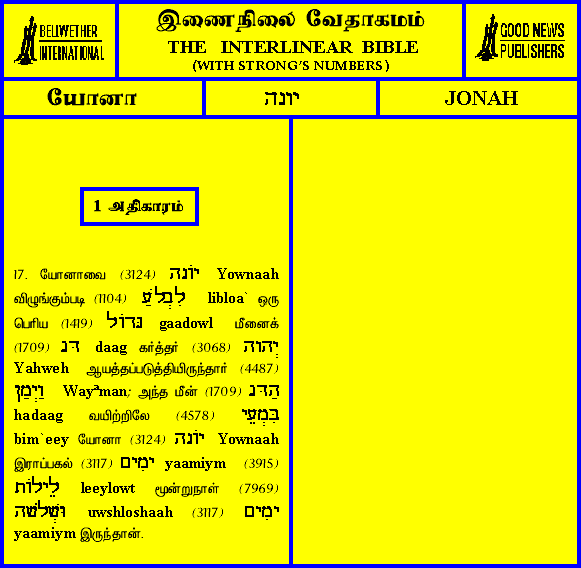 BELLWETHER
INTERNATIONAL
இணைநிலை வேதாகமம்
THE INTERLINEAR BIBLE
(WITH STRONG'S NUMBERS)
GOOD NEWS
PUBLISHERS
யோனா
יונה
JONAH
1 அதிகாரம்
17. யோனாவை (3124) יוֹנָה Yownaah
விழுங்கும்படி (1104) לִבְלֹעַ libloa` ஒரு
பெரிய (1419) גָּדוֹל gaadowl மீனைக்
(1709) דָּג daag கர்த்தர் (3068) יְהוָה
Yahweh ஆயத்தப்படுத்தியிருந்தார் (4487)
וַיְמַן Wayªman; அந்த மீன் (1709) הַדָּג
hadaag வயிற்றிலே (4578) בִּמְעֵי
bim`eey யோனா (3124) יוֹנָה Yownaah
இராப்பகல் (3117) יָמִים yaamiym (3915)
לֵילוֹת leeylowt மூன்றுநாள் (7969)
וּשְׁלֹשָׁה uwshloshaah (3117) יָמִים
yaamiym இருந்தான்.